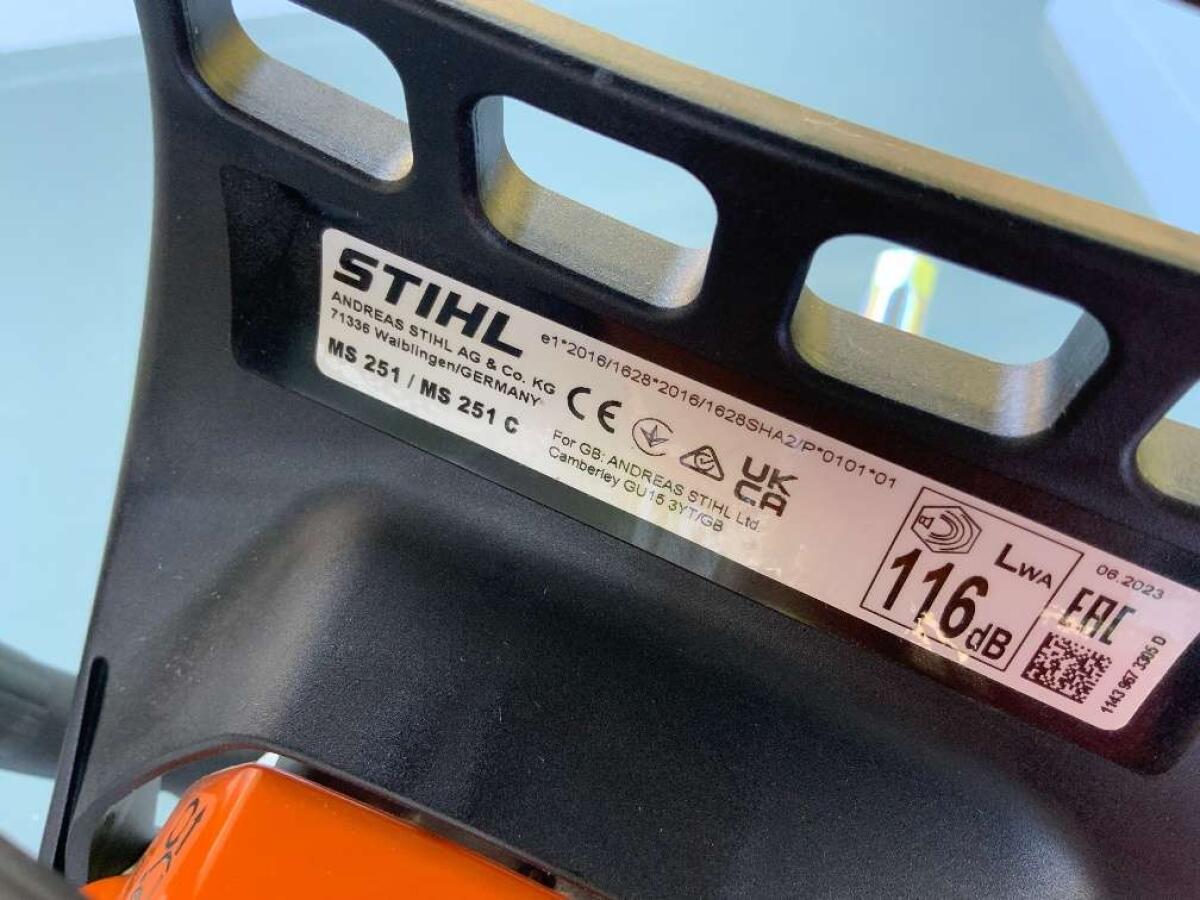 STIHL
ANDREAS STIHL AG & Co. KG
71336 Waiblingen/GERMANY
MS 251 / MS 251 C
e1*2016/1628*2016/1628SHA2/P*0101*01
CE
UK
CA
For GB: ANDREAS STIHL Ltd.
Camberley GU15 3YT/GB
LWA
116dB
06.2023
EAC
1143 967 3305 D